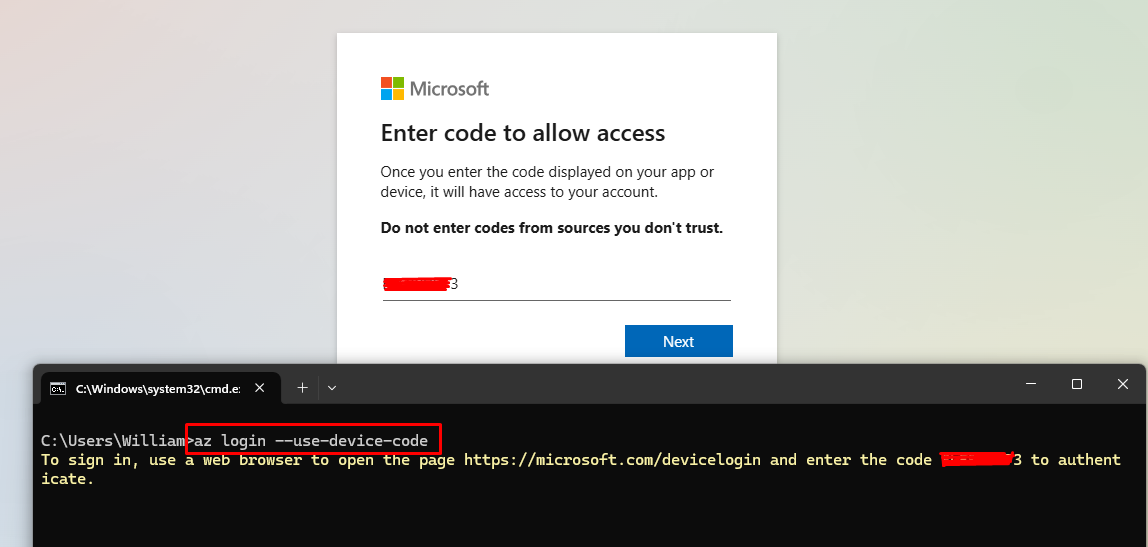 Microsoft
Enter code to allow access
Once you enter the code displayed on your app or
device, it will have access to your account.
Do not enter codes from sources you don't trust.
3
Next
C:\Windows\system32\cmd.e
C:\Users\William>az login --use-device-code
To sign in, use a web browser to open the page https://microsoft.com/devicelogin and enter the code 3 to authent
icate.